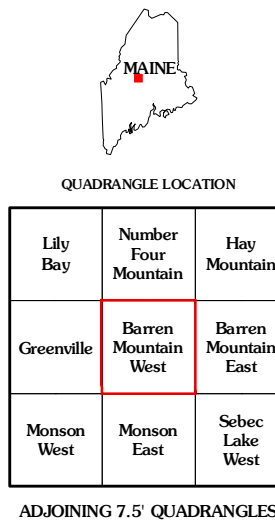 MAINE
QUADRANGLE LOCATION
Lily
Bay
Number
Four
Mountain
Hay
Mountain
Greenville
Barren
Mountain
West
Barren
Mountain
East
Monson
West
Monson
East
Sebec
Lake
West
ADJOINING 7.5' QUADRANGLES